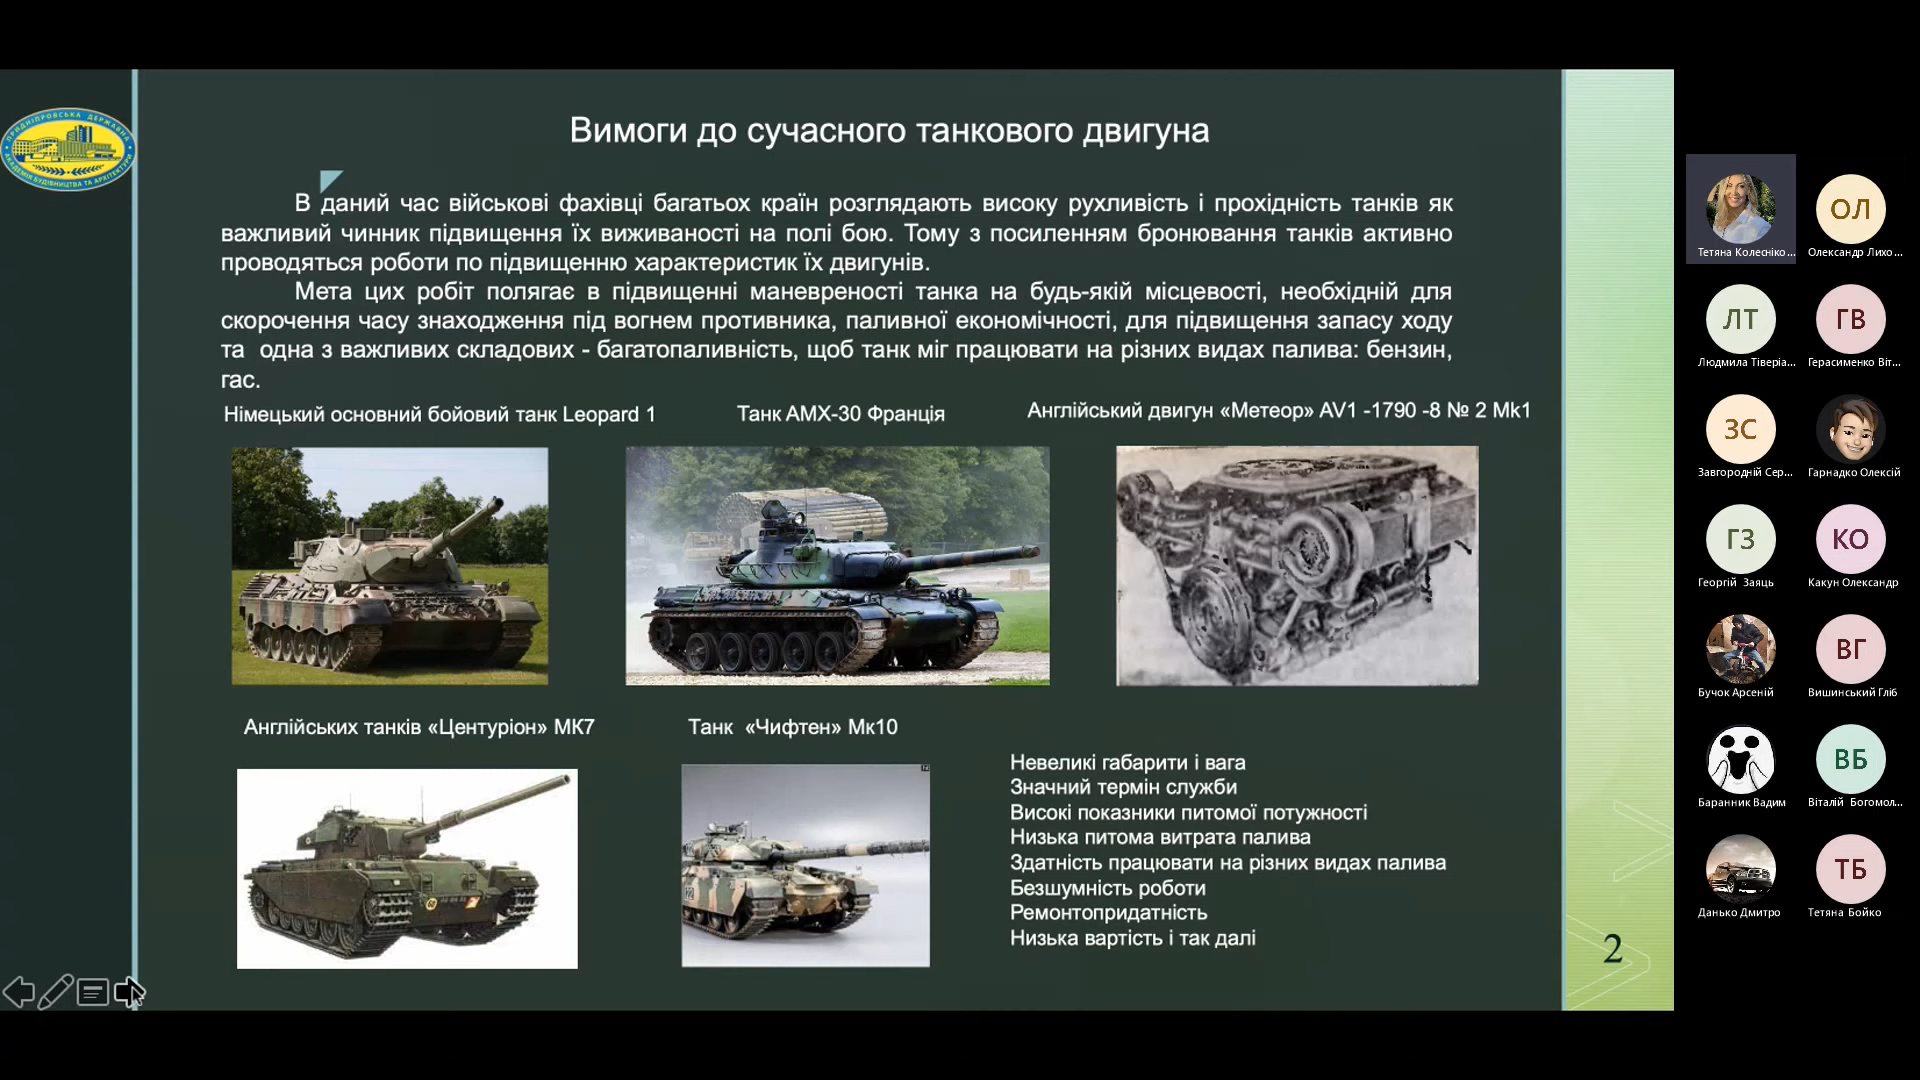 ПРИДНІПРОВСЬКА ДЕРЖАВНА
АКАДЕМІЯ БУДІВНИЦТВА ТА АРХІТЕКТУРИ
Вимоги до сучасного танкового двигуна
В даний час військові фахівці багатьох країн розглядають високу рухливість і прохідність танків як
важливий чинник підвищення їх виживаності на полі бою. Тому з посиленням бронювання танків активно
проводяться роботи по підвищенню характеристик їх двигунів.
Мета цих робіт полягає в підвищенні маневреності танка на будь-якій місцевості, необхідній для
скорочення часу знаходження під вогнем противника, паливної економічності, для підвищення запасу ходу
та одна з важливих складових - багатопаливність, щоб танк міг працювати на різних видах палива: бензин,
гас.
Німецький основний бойовий танк Leopard 1
Танк АМХ-30 Франція
Англійський двигун «Метеор» AV1 -1790 -8 № 2 Mk1
Англійських танків «Центуріон» МК7
Танк «Чифтен» Мк10
Невеликі габарити і вага
Значний термін служби
Високі показники питомої потужності
Низька питома витрата палива
Здатність працювати на різних видах палива
Безшумність роботи
Ремонтопридатність
Низька вартість і так далі
2
Тетяна Колесніко...
ОЛ
Олександр Лихо...
ЛТ
Людмила Тіверіа...
ГВ
Герасименко Віт...
ЗС
Завгородній Сер...
Гарнадко Олексій
ГЗ
Георгій Заяць
КО
Какун Олександр
Бучок Арсеній
ВГ
Вишинський Гліб
Баранник Вадим
ВБ
Віталій Богомол...
Данько Дмитро
ТБ
Тетяна Бойко